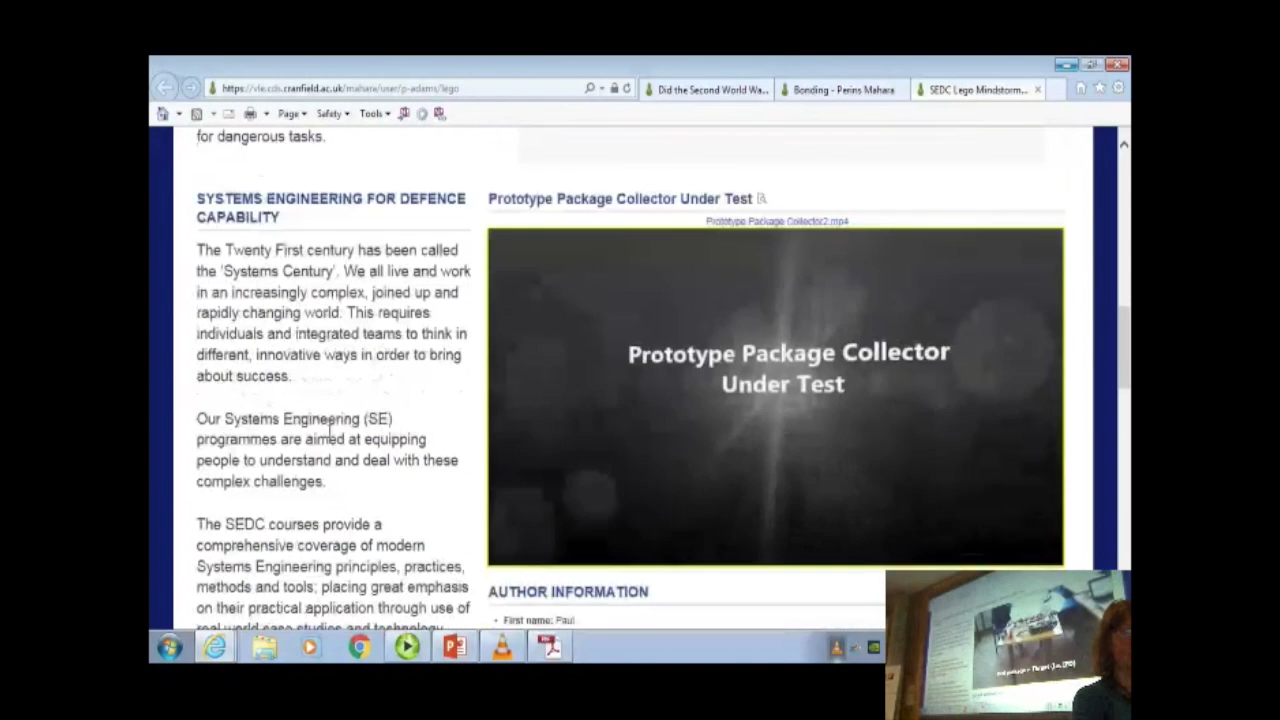 https://vle.cds.cranfield.ac.uk/mahara/user/p-adams/lego
Did the Second World Wa...
Bonding - Perins Mahara
SEDC Lego Mindstorm...
Page
Safety
Tools
for dangerous tasks.
SYSTEMS ENGINEERING FOR DEFENCE
CAPABILITY
The Twenty First century has been called
the 'Systems Century'. We all live and work
in an increasingly complex, joined up and
rapidly changing world. This requires
individuals and integrated teams to think in
different, innovative ways in order to bring
about success.
Our Systems Engineering (SE)
programmes are aimed at equipping
people to understand and deal with these
complex challenges.
The SEDC courses provide a
comprehensive coverage of modern
Systems Engineering principles, practices,
methods and tools; placing great emphasis
on their practical application through use of
real world case studies and technology
Prototype Package Collector Under Test
Prototype Package Collector2.mp4
Prototype Package Collector
Under Test
AUTHOR INFORMATION
First name: Paul